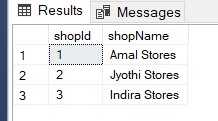 Results Messages
shopId shopName
1 1 Amal Stores
2 2 Jyothi Stores
3 3 Indira Stores